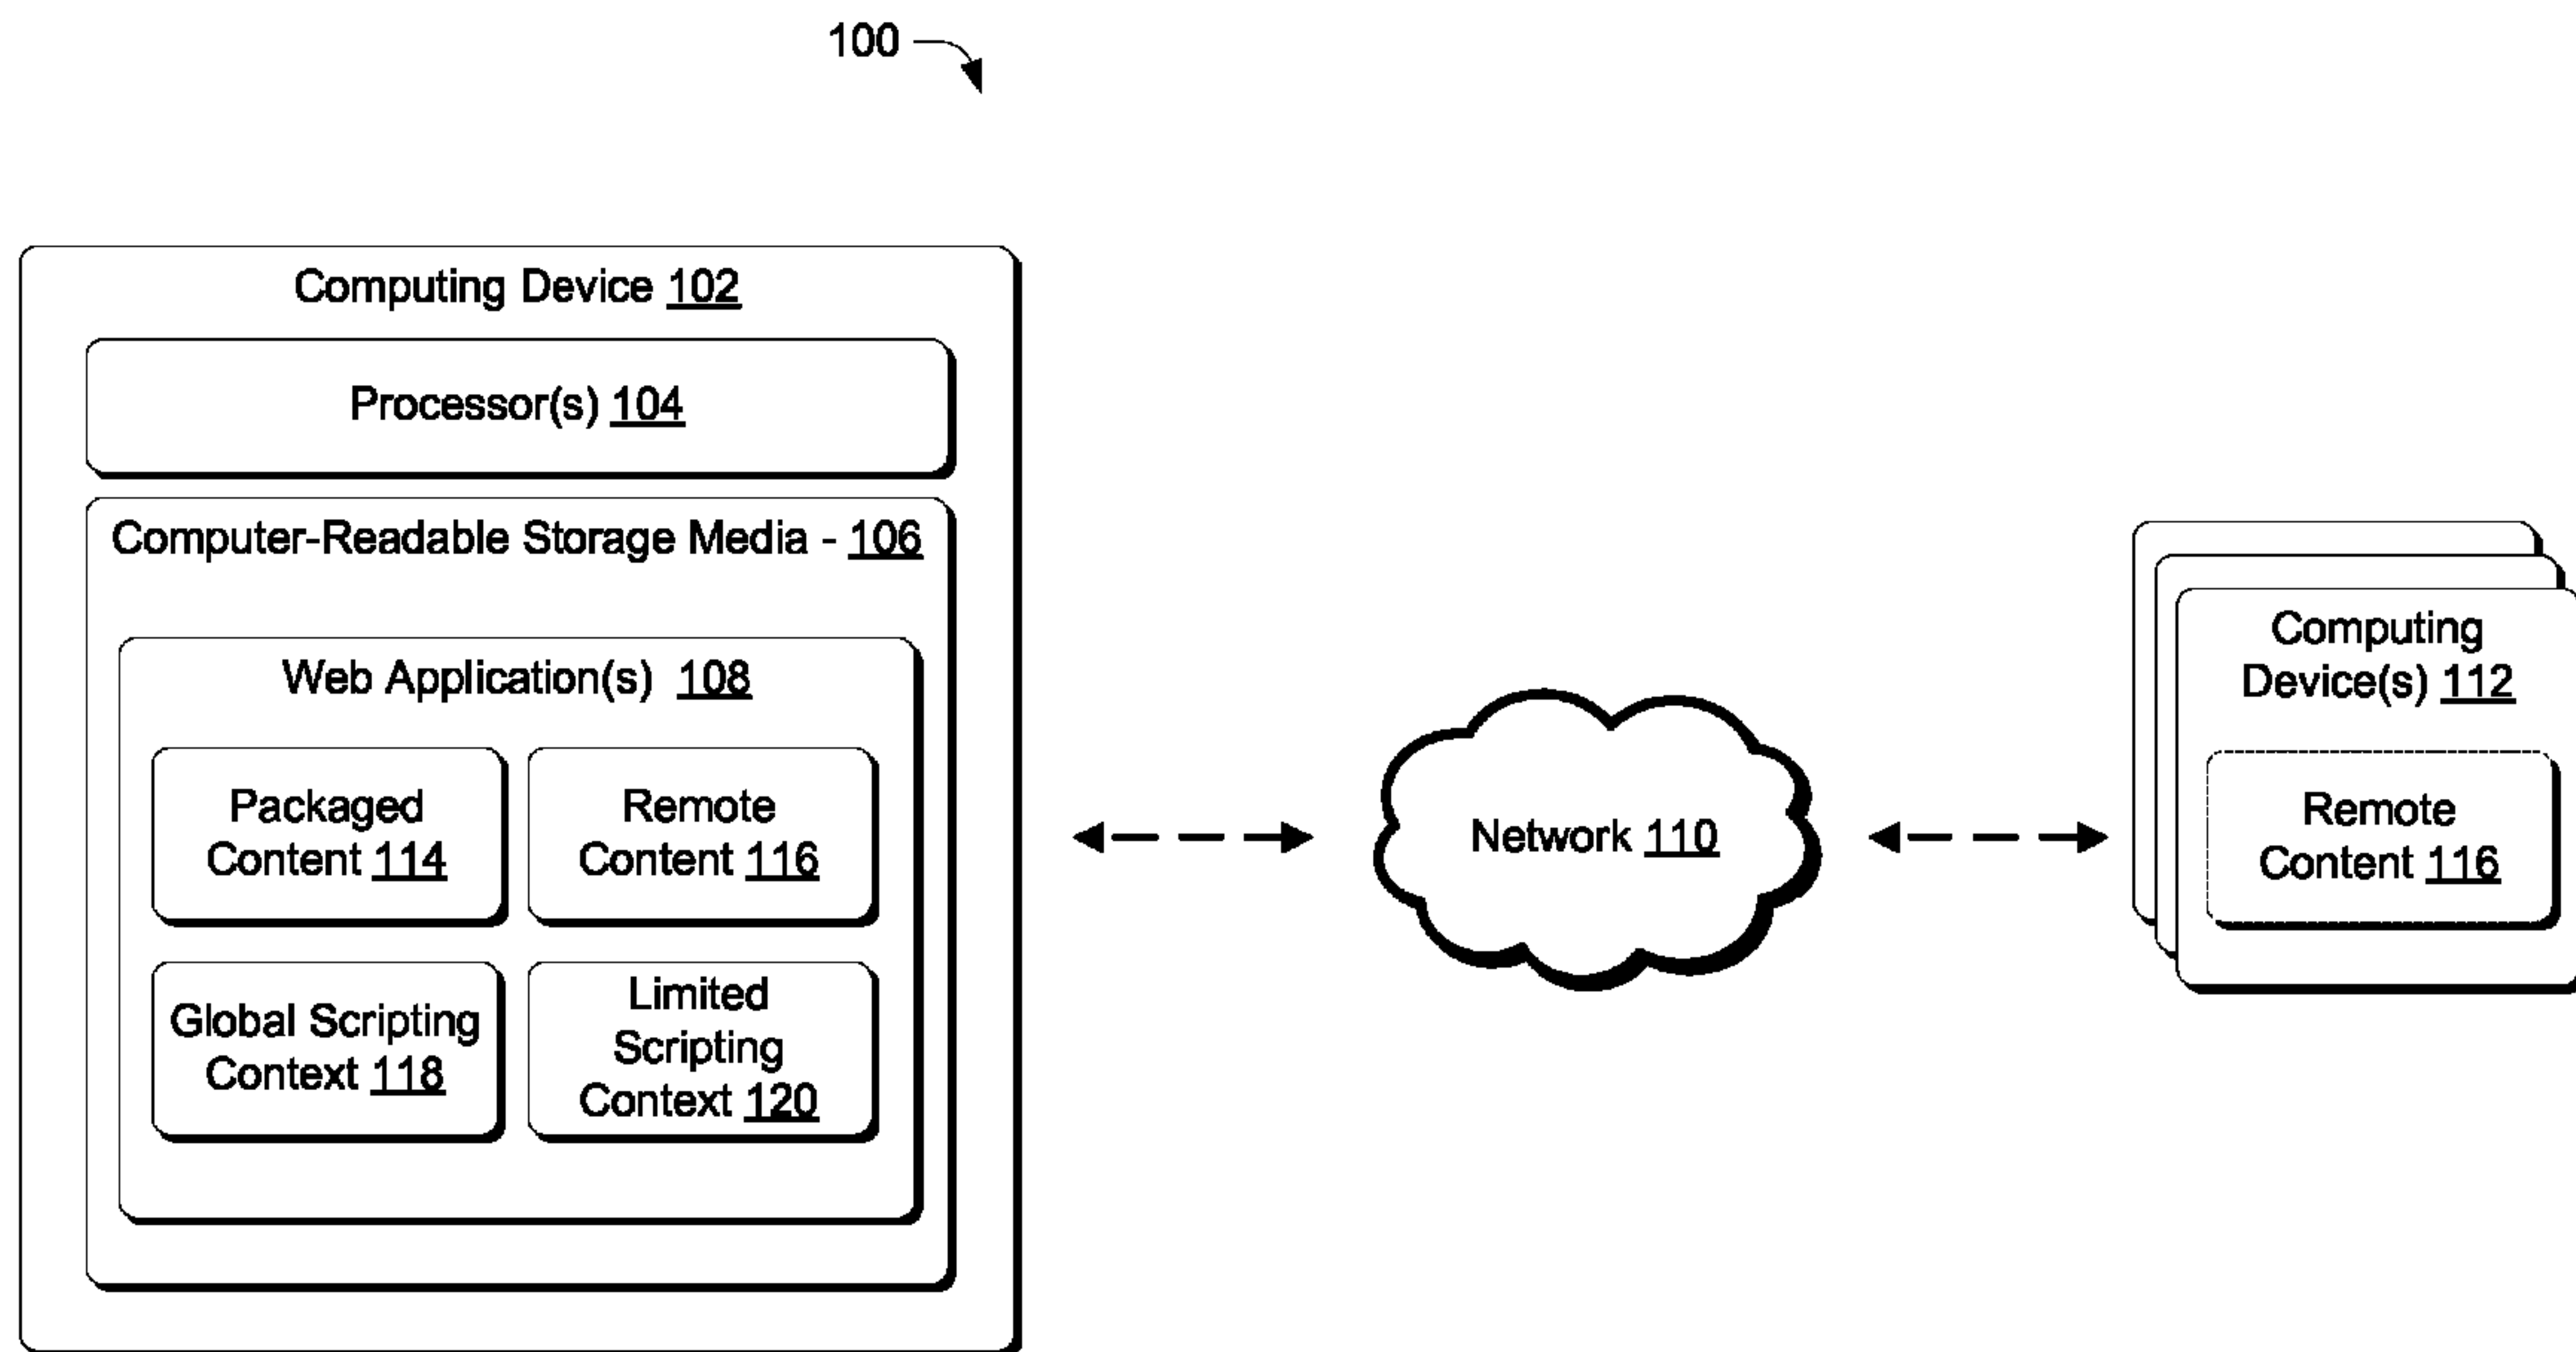 100
Computing Device 102
Processor(s) 104
Computer-Readable Storage Media - 106
Web Application(s) 108
Packaged
Content 114
Remote
Content 116
Global Scripting
Context 118
Limited
Scripting
Context 120
Network 110
Computing
Device(s) 112
Remote
Content 116